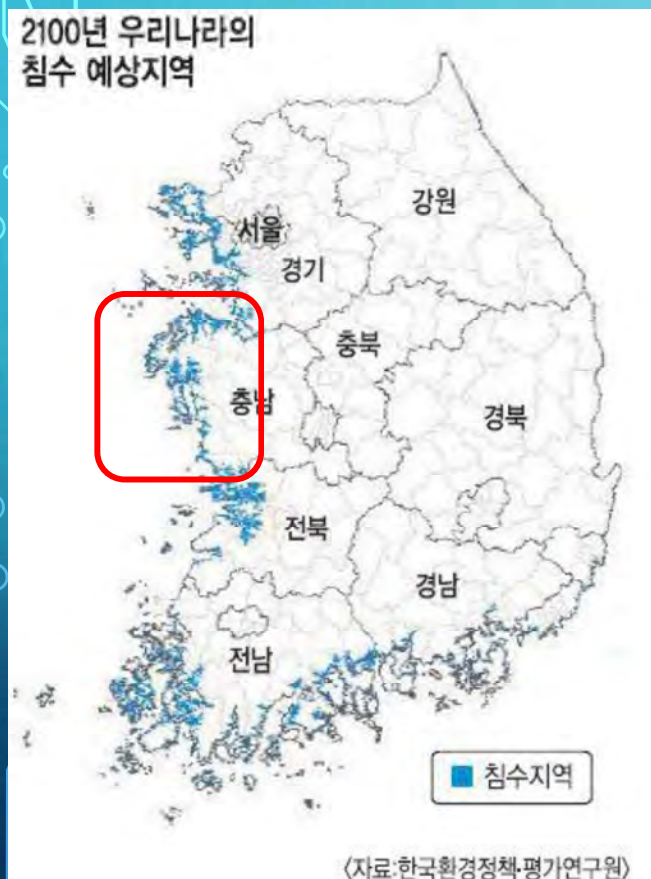 2100년 우리나라의
침수 예상지역
강원
서울
경기
충북
충남
경북
전북
경남
전남
침수지역
〈자료:한국환경정책·평가연구원〉